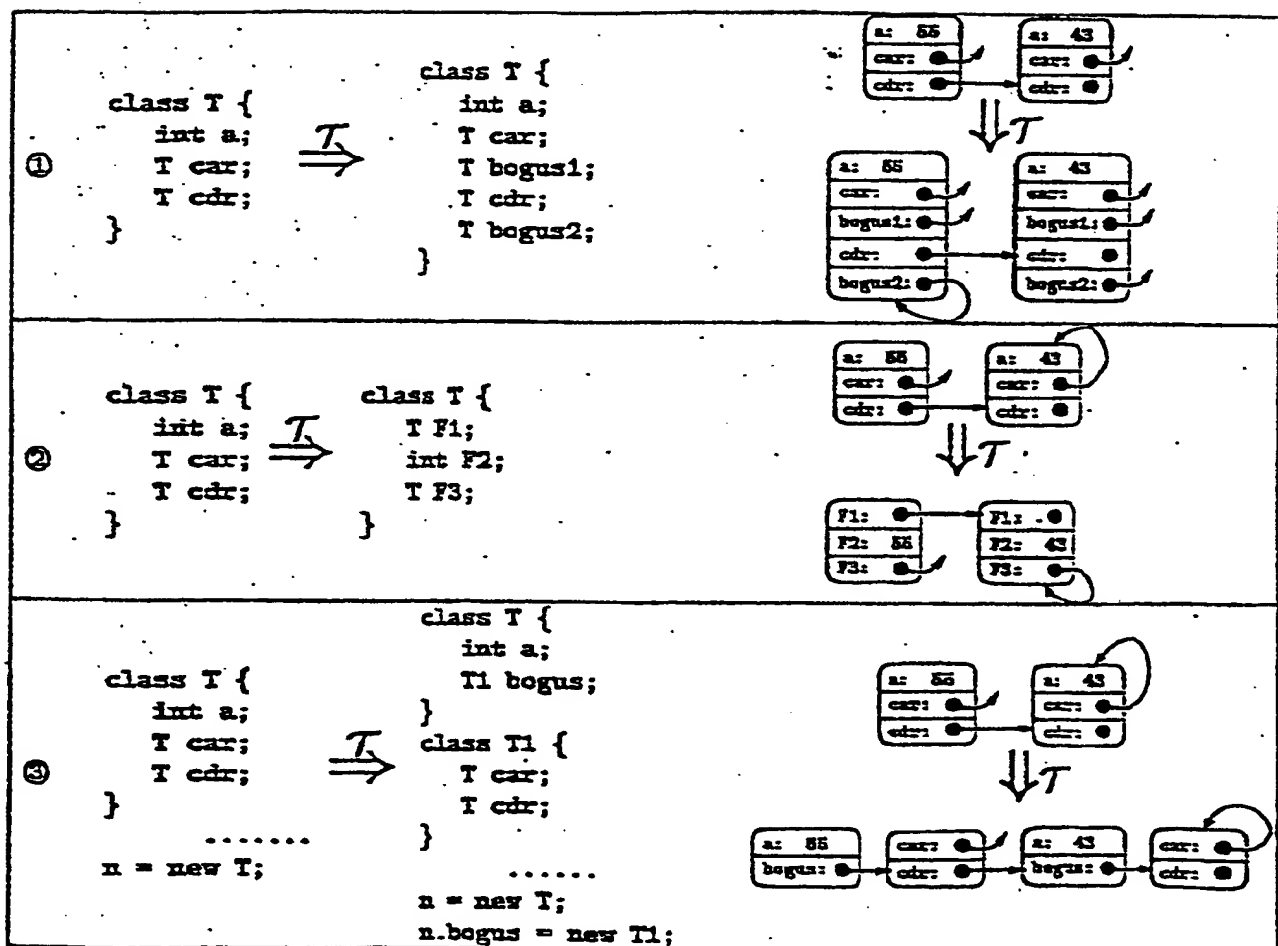 ①
class T {
int a;
T car;
T cdr;
}
T
class T {
int a;
T car;
T bogus1;
T cdr;
T bogus2;
}
a: 55
car:
cdr:
a: 43
car:
cdr:
T
a: 55
car:
bogus1:
cdr:
bogus2:
a: 43
car:
bogus1:
cdr:
bogus2:
②
class T {
int a;
T car;
T cdr;
}
T
class T {
T F1;
int F2;
T F3;
}
a: 55
car:
cdr:
a: 43
car:
cdr:
T
F1:
F2: 55
F3:
F1:
F2: 43
F3:
③
class T {
int a;
T car;
T cdr;
}
.......
n = new T;
T
class T {
int a;
T1 bogus;
}
class T1 {
T car;
T cdr;
}
......
n = new T;
n.bogus = new T1;
a: 55
car:
cdr:
a: 43
car:
cdr:
T
a: 55
bogus:
car:
cdr:
a: 43
bogus:
car:
cdr: